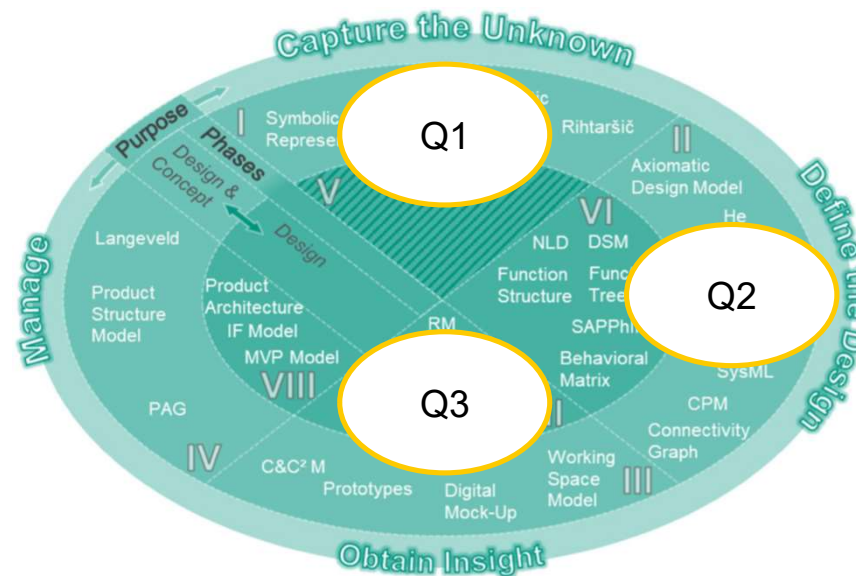 Capture the Unknown
Purpose
Phases
Design &
Concept
Design
I
Symbolic
Q1
Rihtaršič
II
Axiomatic
Design Model
Define the Design
V
VI
NLD
DSM
Function
Structure
Tree
Q2
SAPPhI
Behavioral
Matrix
SysML
CPM
Connectivity
Graph
Manage
Langeveld
Product
Structure
Model
PAG
IV
Product
Architecture
IF Model
MVP Model
VIII
RM
Q3
C&C² M
Prototypes
Digital
Mock-Up
Working
Space
Model
III
Obtain Insight